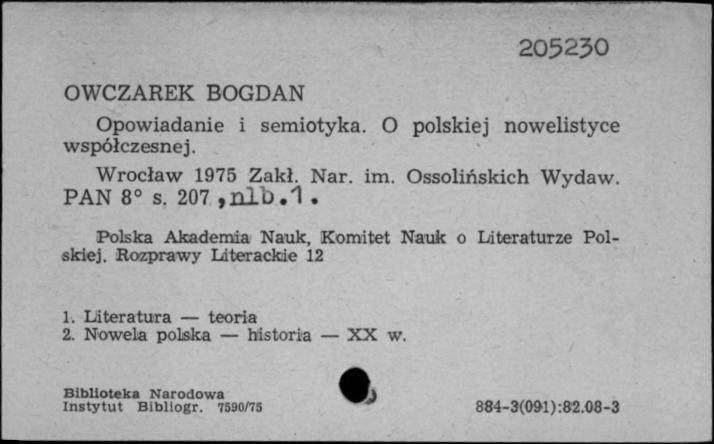 205230
OWCZAREK BOGDAN
Opowiadanie i semiotyka. O polskiej nowelistyce
współczesnej.
Wrocław 1975 Zakł. Nar. im. Ossolińskich Wydaw.
PAN 8° s. 207, nlb.1.
Polska Akademia Nauk, Komitet Nauk o Literaturze Pol-
skiej. Rozprawy Literackie 12
1. Literatura — teoria
2. Nowela polska — historia — XX w.
Biblioteka Narodowa
Instytut Bibliogr. 7590/75
884-3(091):82.08-3